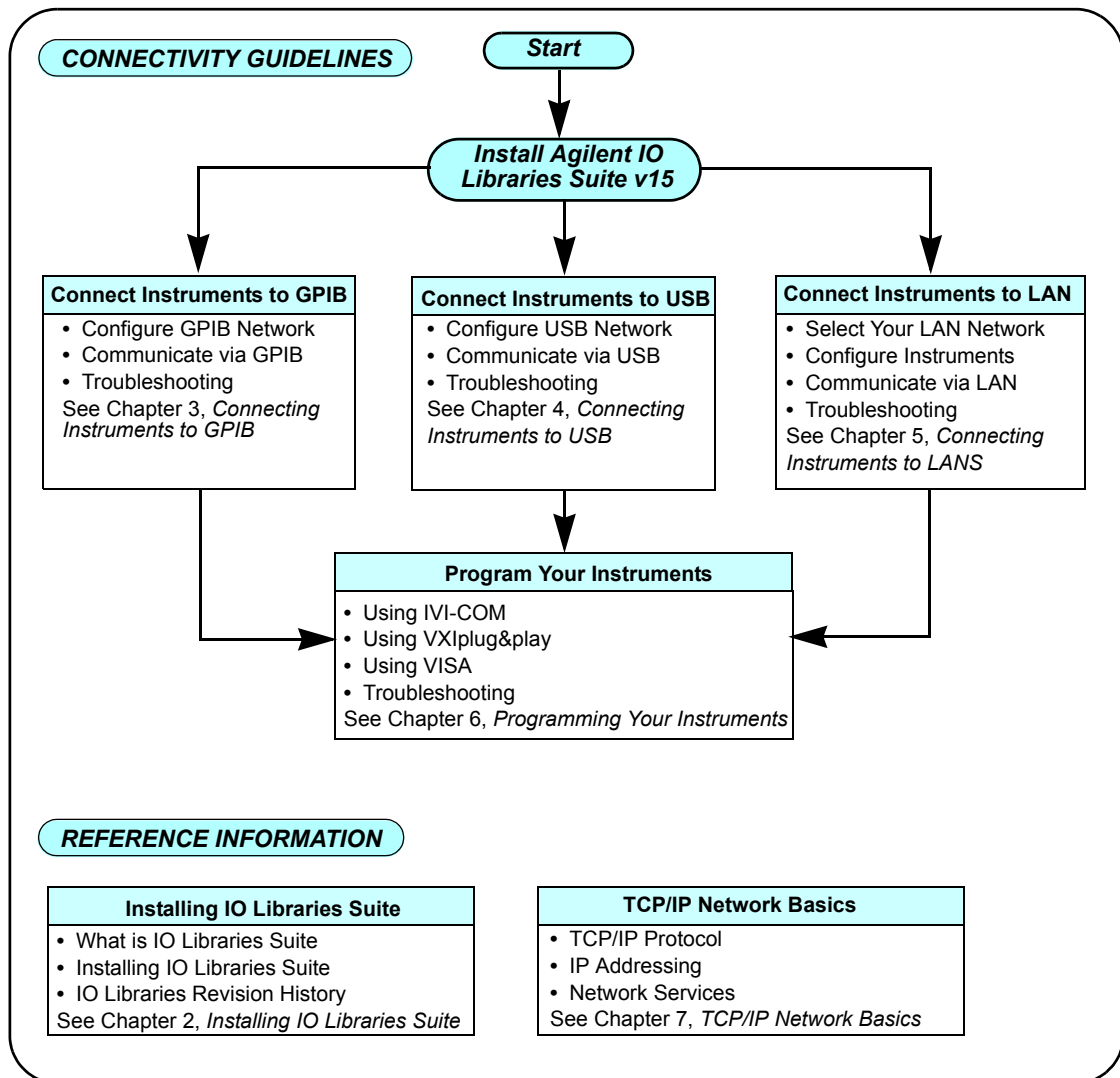 CONNECTIVITY GUIDELINES
Start
Install Agilent IO
Libraries Suite v15
Connect Instruments to GPIB
• Configure GPIB Network
• Communicate via GPIB
• Troubleshooting
See Chapter 3, Connecting
Instruments to GPIB
Connect Instruments to USB
• Configure USB Network
• Communicate via USB
• Troubleshooting
See Chapter 4, Connecting
Instruments to USB
Connect Instruments to LAN
• Select Your LAN Network
• Configure Instruments
• Communicate via LAN
• Troubleshooting
See Chapter 5, Connecting
Instruments to LANS
Program Your Instruments
• Using IVI-COM
• Using VXIplug&play
• Using VISA
• Troubleshooting
See Chapter 6, Programming Your Instruments
REFERENCE INFORMATION
Installing IO Libraries Suite
• What is IO Libraries Suite
• Installing IO Libraries Suite
• IO Libraries Revision History
See Chapter 2, Installing IO Libraries Suite
TCP/IP Network Basics
• TCP/IP Protocol
• IP Addressing
• Network Services
See Chapter 7, TCP/IP Network Basics